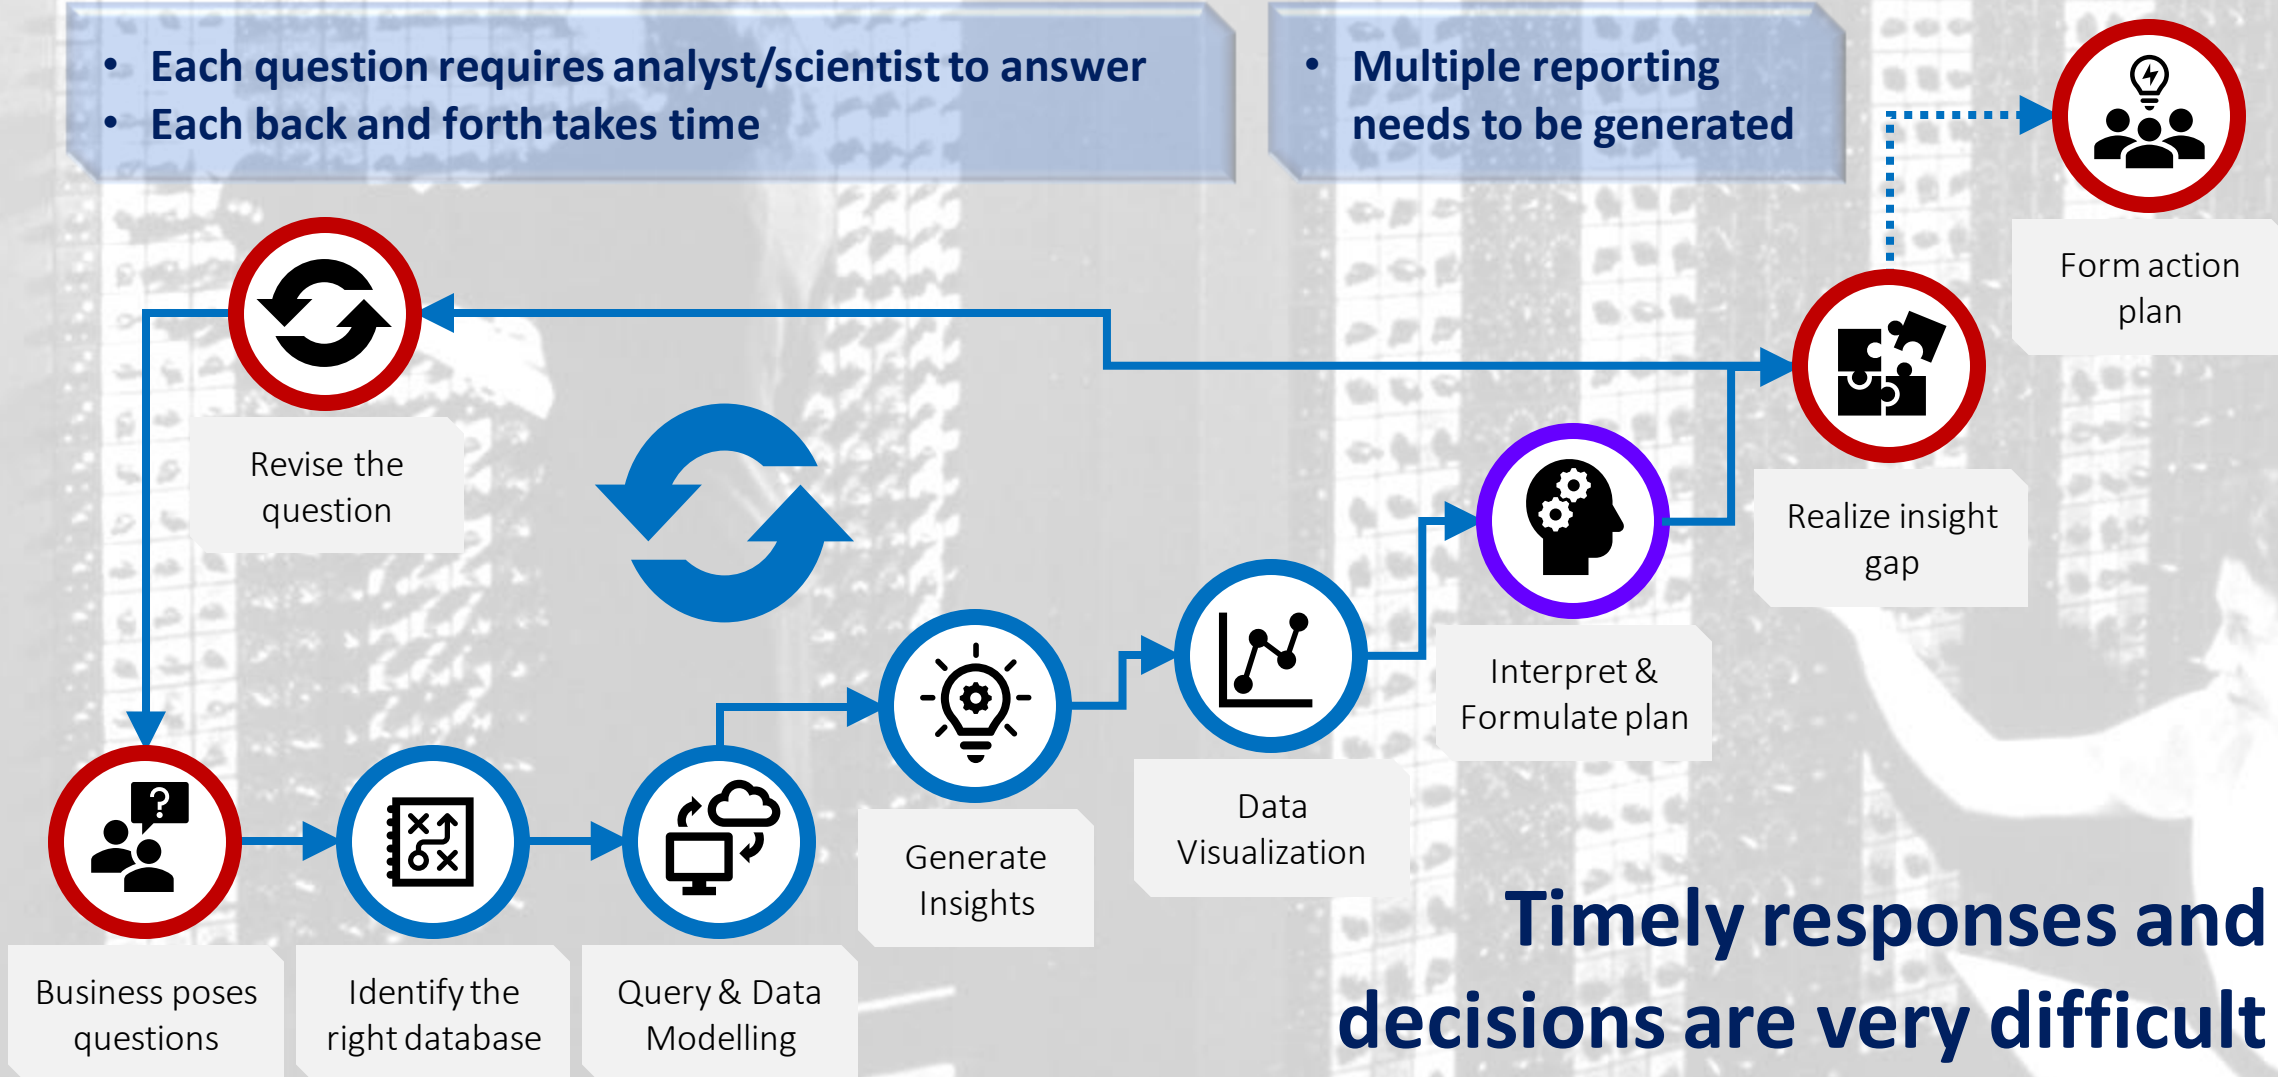 • Each question requires analyst/scientist to answer
• Each back and forth takes time
• Multiple reporting
needs to be generated
Form action
plan
Revise the
question
Realize insight
gap
Interpret &
Formulate plan
Data
Visualization
Generate
Insights
?
Business poses
questions
Identify the
right database
Query & Data
Modelling
Timely responses and
decisions are very difficult